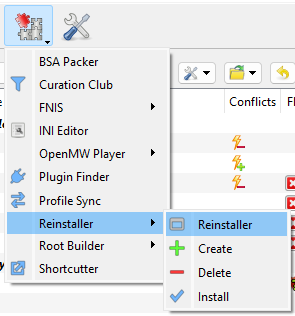 BSA Packer
Curation Club
FNIS
INI Editor
OpenMW Player
Plugin Finder
Profile Sync
Reinstaller
Root Builder
Shortcutter
Conflicts
Reinstaller
Create
Delete
Install